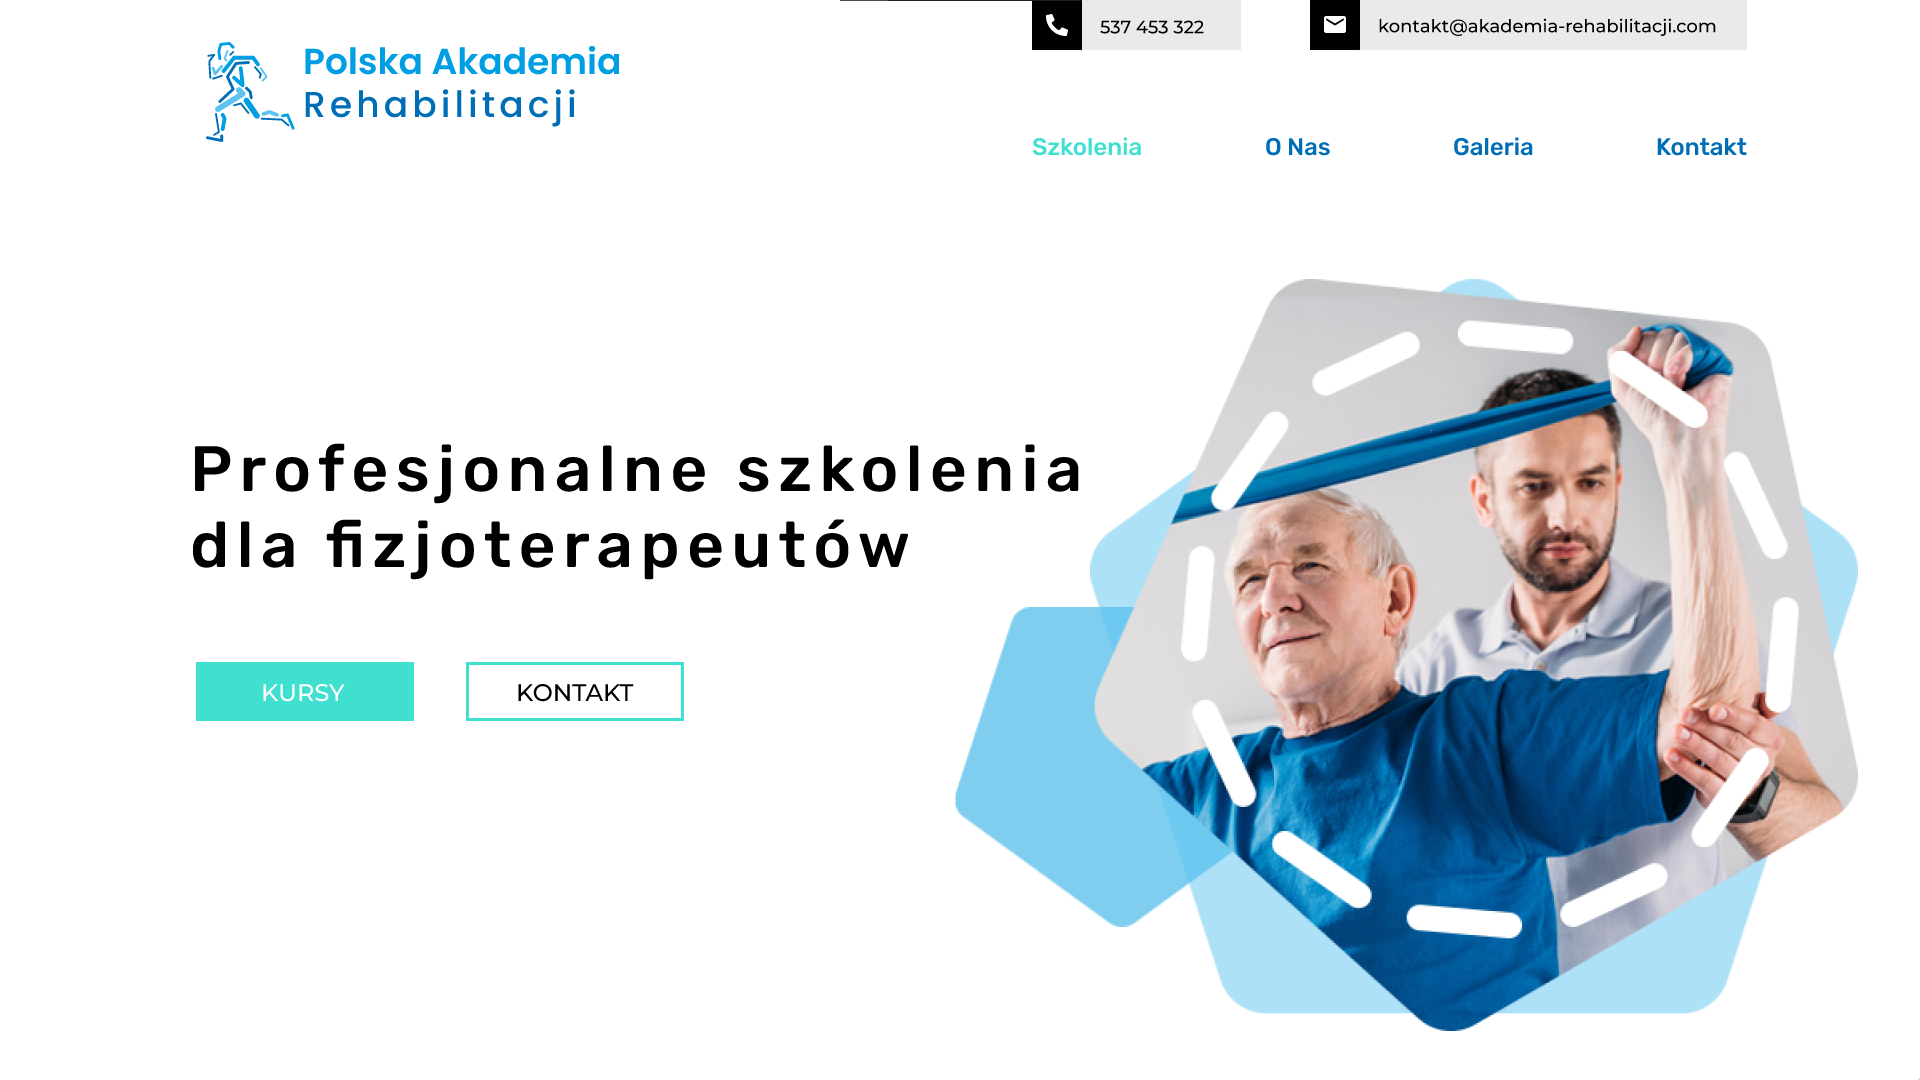 537 453 322
kontakt@akademia-rehabilitacji.com
Polska Akademia
Rehabilitacji
Szkolenia
O Nas
Galeria
Kontakt
Profesjonalne szkolenia
dla fizjoterapeutów
KURSY
KONTAKT